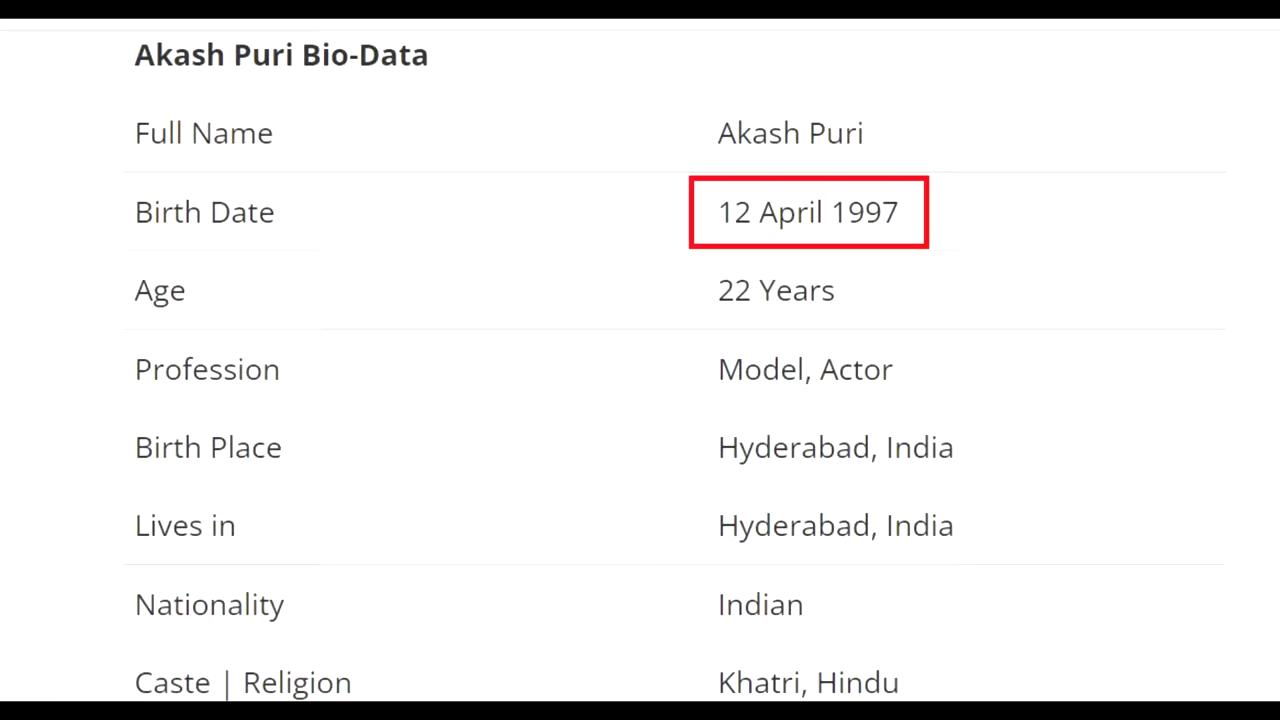 Akash Puri Bio-Data
Full Name Akash Puri
Birth Date 12 April 1997
Age 22 Years
Profession Model, Actor
Birth Place Hyderabad, India
Lives in Hyderabad, India
Nationality Indian
Caste | Religion Khatri, Hindu